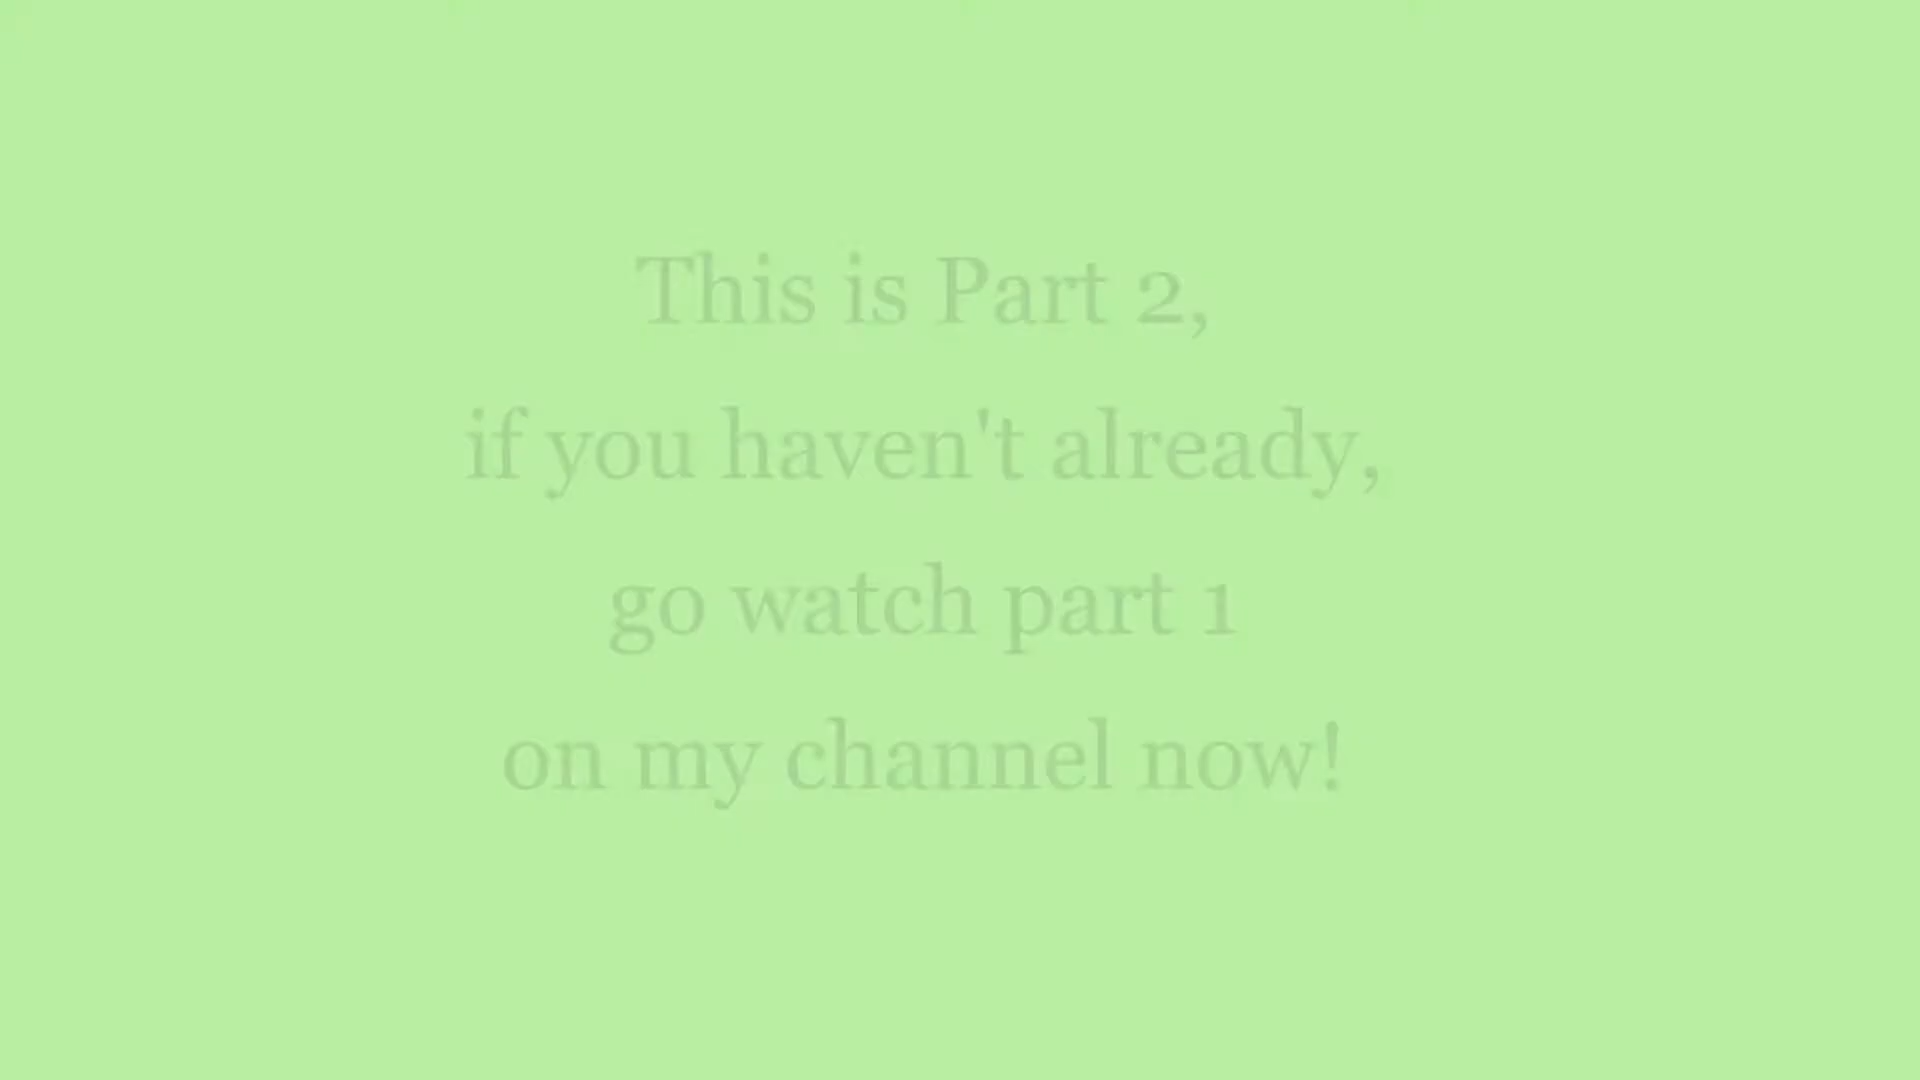 This is Part 2,
if you haven't already,
go watch part 1
on my channel now!